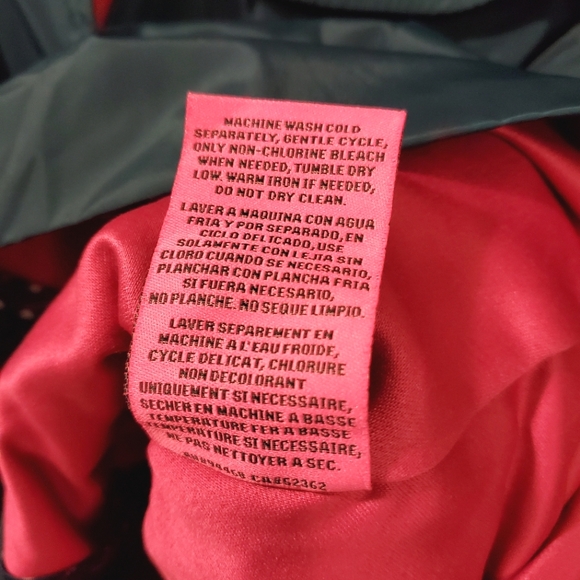 MACHINE WASH COLD
SEPARATELY, GENTLE CYCLE,
ONLY NON-CHLORINE BLEACH
WHEN NEEDED, TUMBLE DRY
LOW. WARM IRON IF NEEDED,
DO NOT DRY CLEAN.
LAVER A MAQUINA CON AGUA
FRIA Y POR SEPARADO, EN
CICLO DELICADO, USE
SOLAMENTE CON LEJIA SIN
CLORO CUANDO SE NECESARIO,
PLANCHAR CON PLANCHA FRIA
SI FUERA NECESARIO,
NO PLANCHE. NO SEQUE LIMPIO.
LAVER SEPAREMENT EN
MACHINE A L'EAU FROIDE,
CYCLE DELICAT, CHLORURE
NON DECOLORANT
UNIQUEMENT SI NECESSAIRE,
SECHER EN MACHINE A BASSE
TEMPERATURE FER A BASSE
TEMPERATURE SI NECESSAIRE,
NE PAS NETTOYER A SEC.
CA#62362